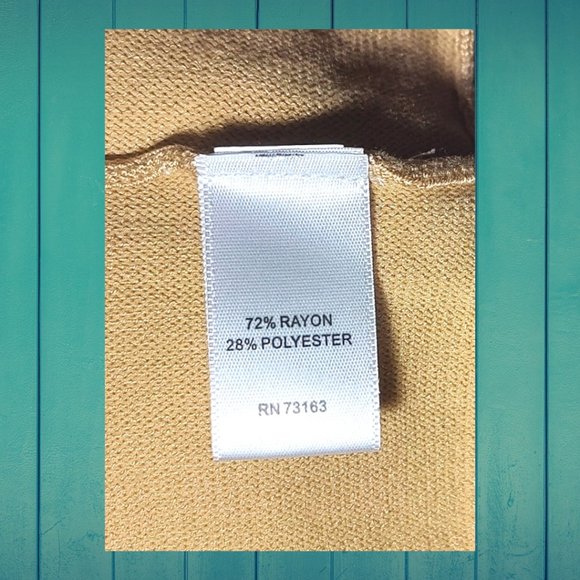 72% RAYON
28% POLYESTER
RN 73163